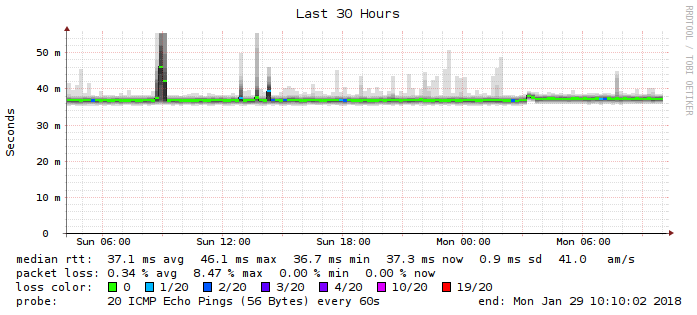 Last 30 Hours
RRDTOOL / TOBI OETIKER
Seconds
50 m
40 m
30 m
20 m
10 m
0
Sun 06:00 Sun 12:00 Sun 18:00 Mon 00:00 Mon 06:00
median rtt: 37.1 ms avg 46.1 ms max 36.7 ms min 37.3 ms now 0.9 ms sd 41.0 am/s
packet loss: 0.34 % avg 8.47 % max 0.00 % min 0.00 % now
loss color: 0 1/20 2/20 3/20 4/20 10/20 19/20
probe: 20 ICMP Echo Pings (56 Bytes) every 60s end: Mon Jan 29 10:10:02 2018